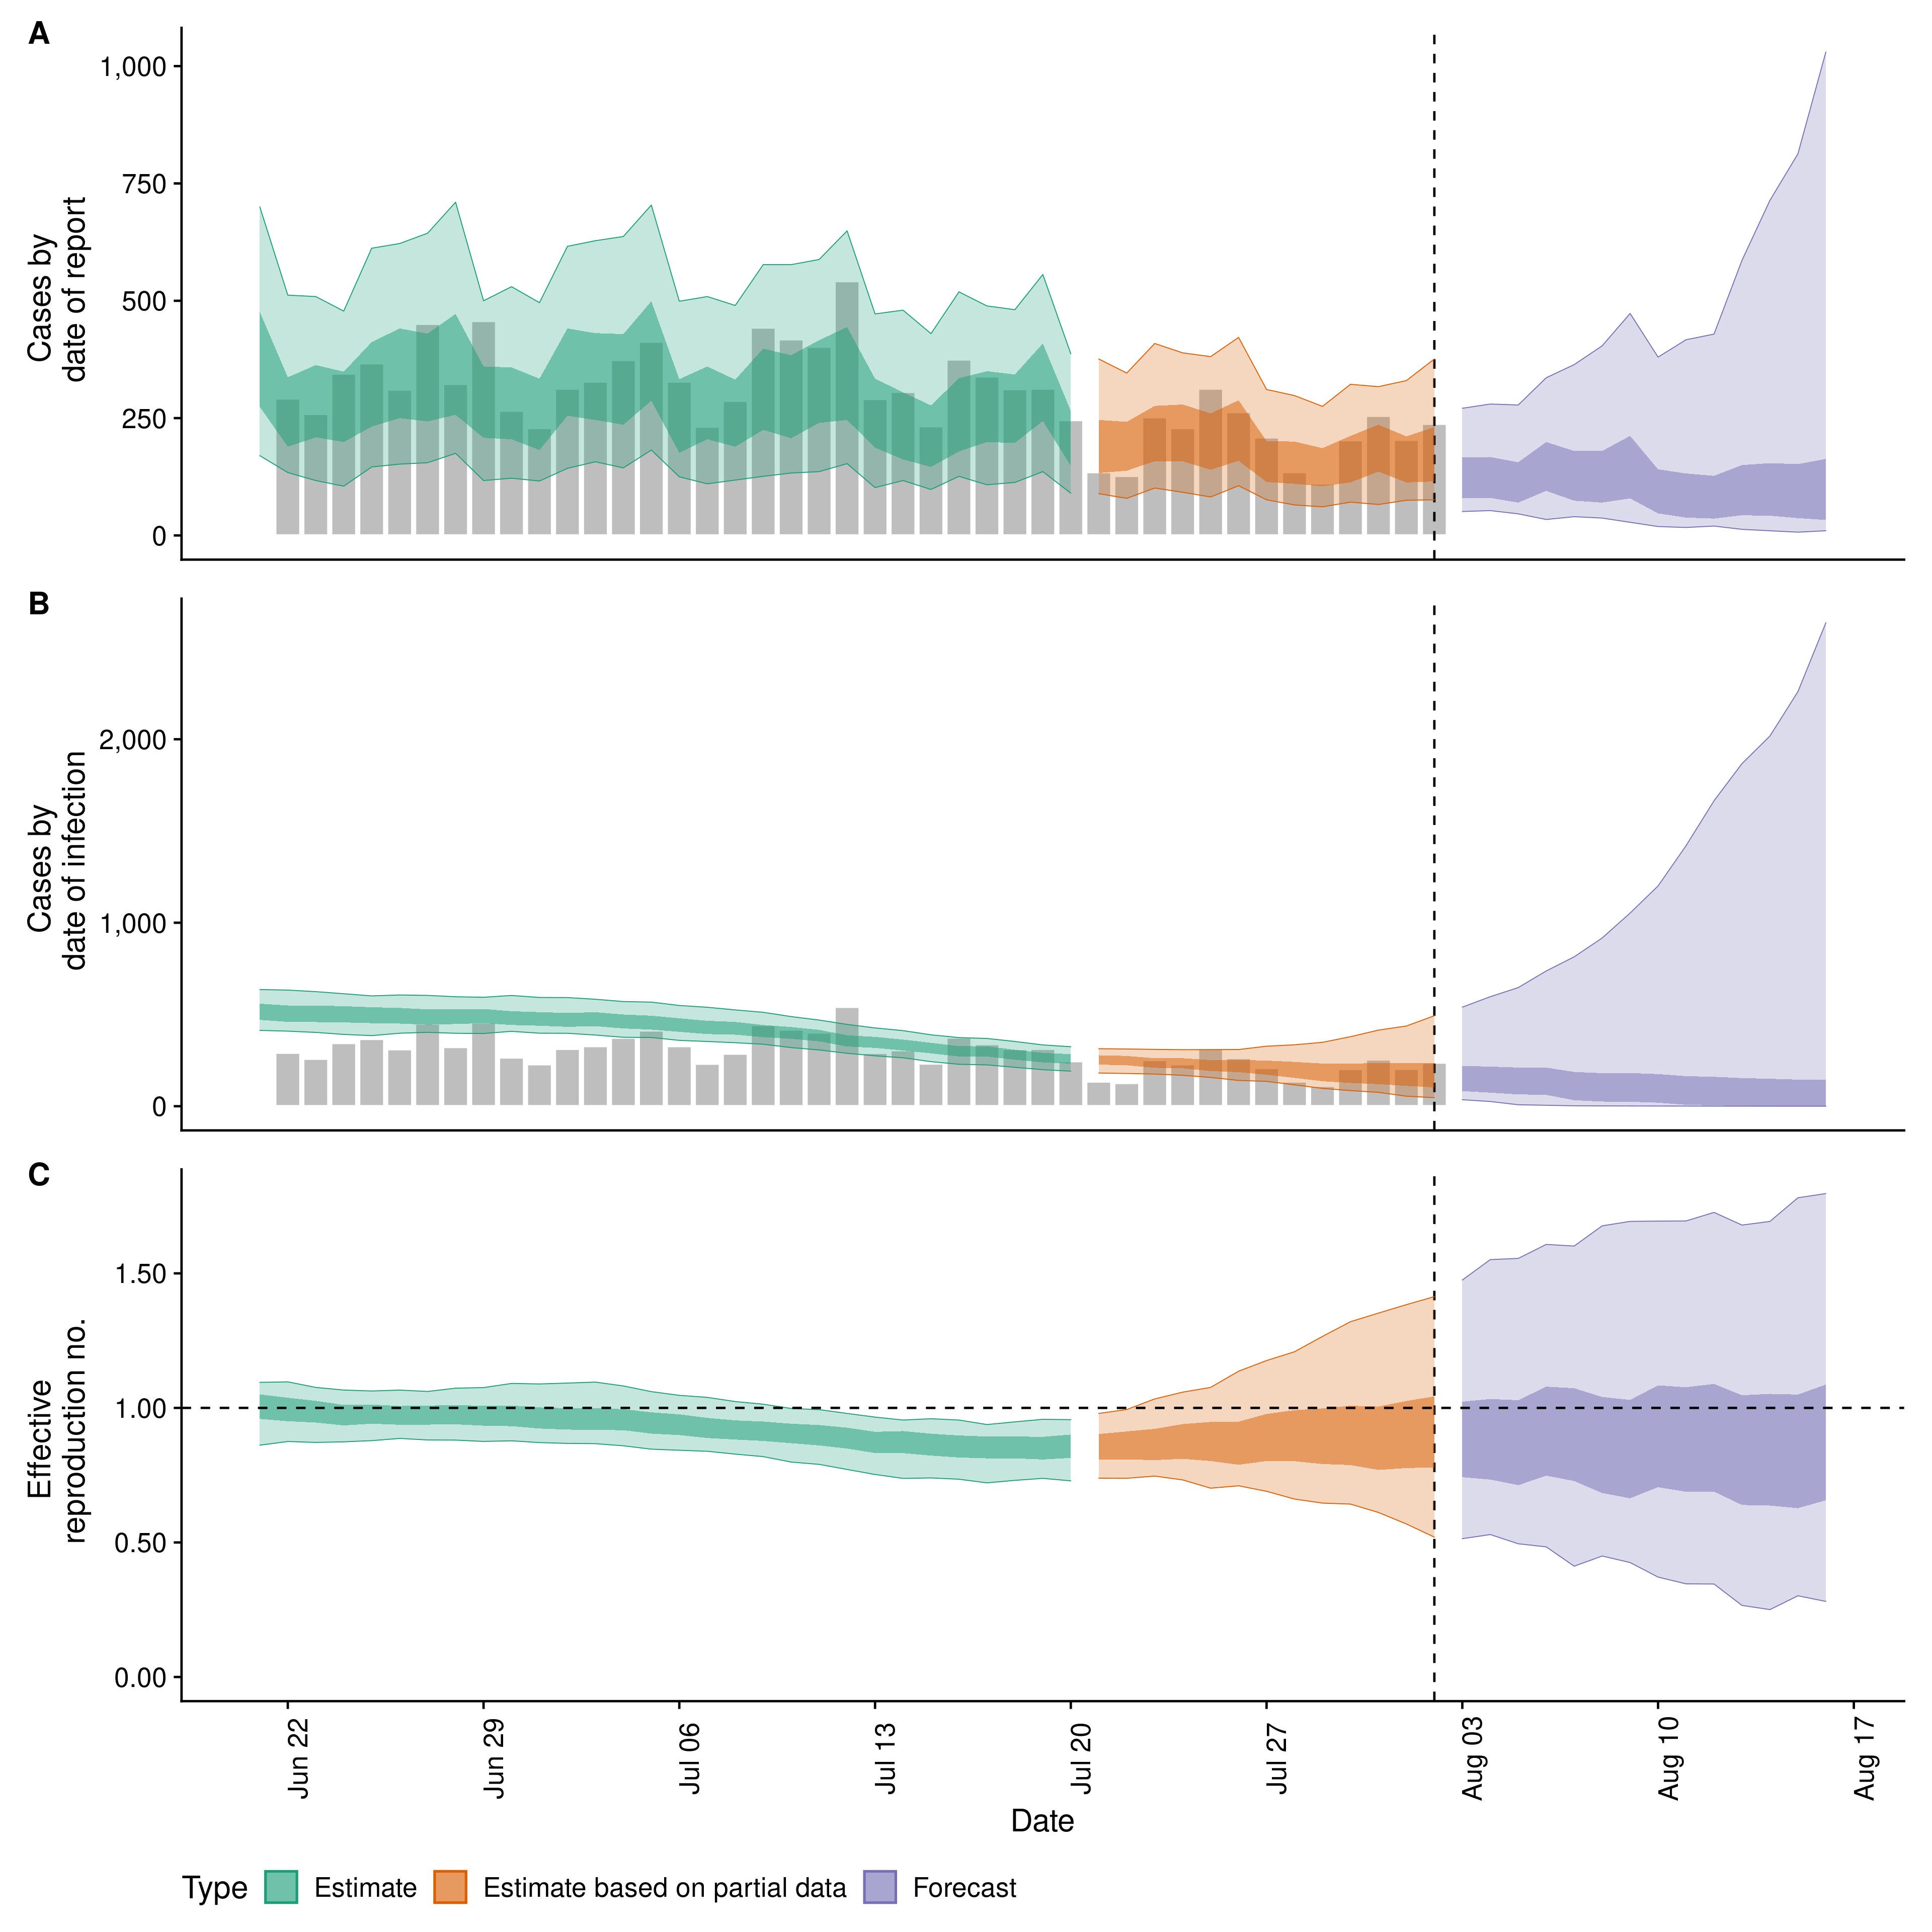 A
Cases by
date of report
1,000
750
500
250
0
B
Cases by
date of infection
2,000
1,000
0
C
Effective
reproduction no.
1.50
1.00
0.50
0.00
Jun 22
Jun 29
Jul 06
Jul 13
Jul 20
Jul 27
Aug 03
Aug 10
Aug 17
Date
Type Estimate Estimate based on partial data Forecast